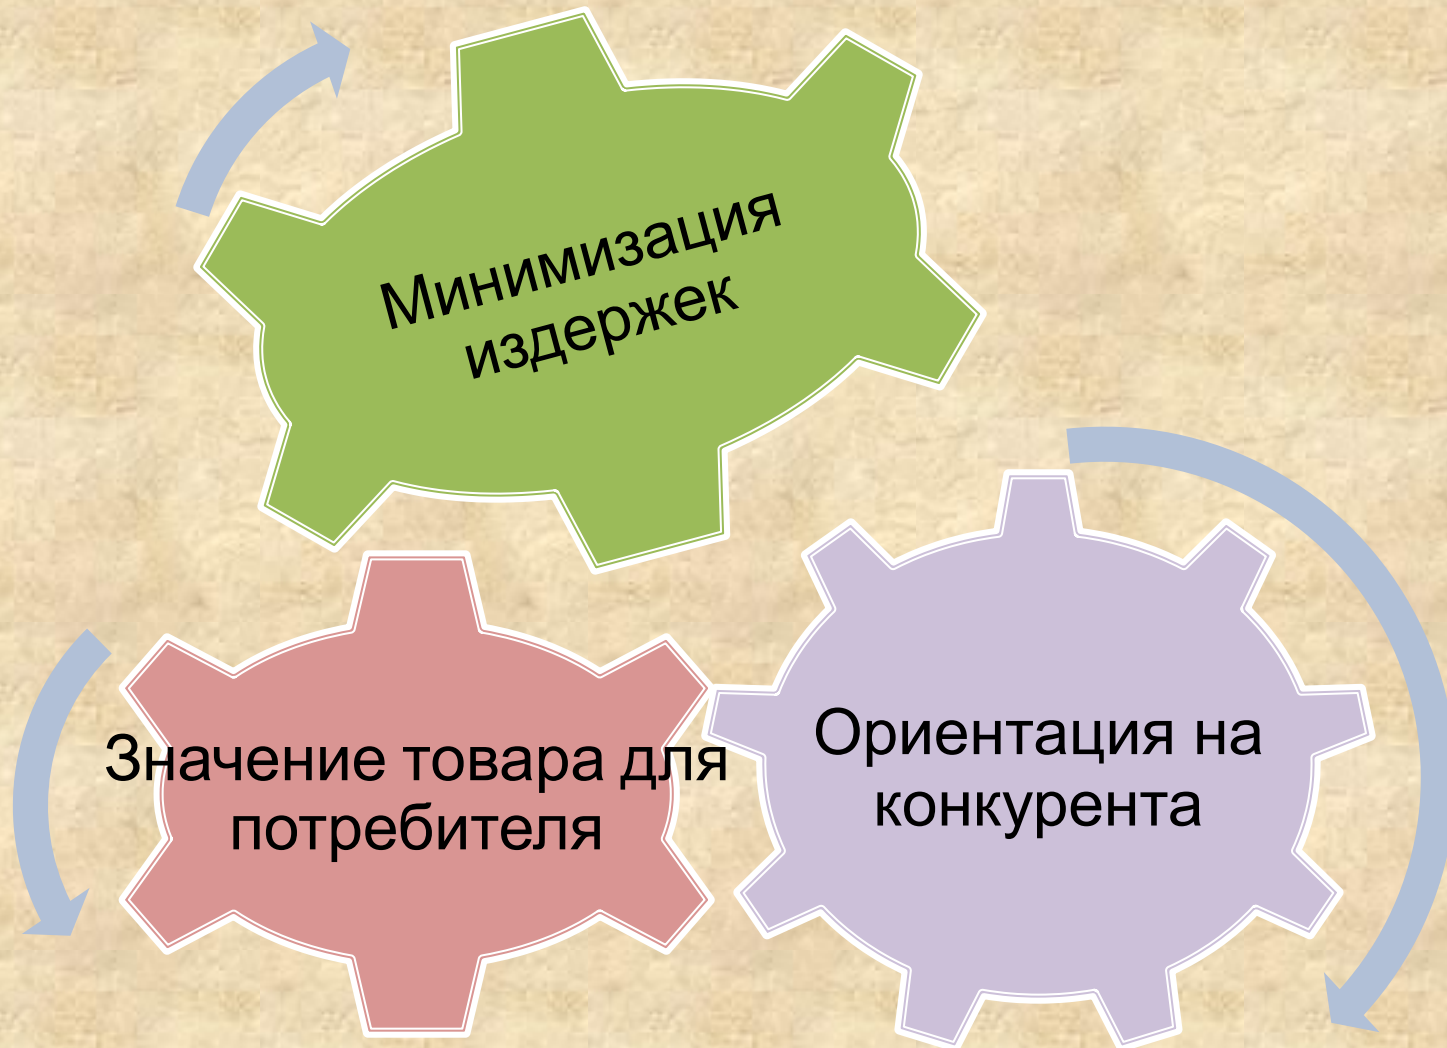 Минимизация
издержек
Значение товара для
потребителя
Ориентация на
конкурента